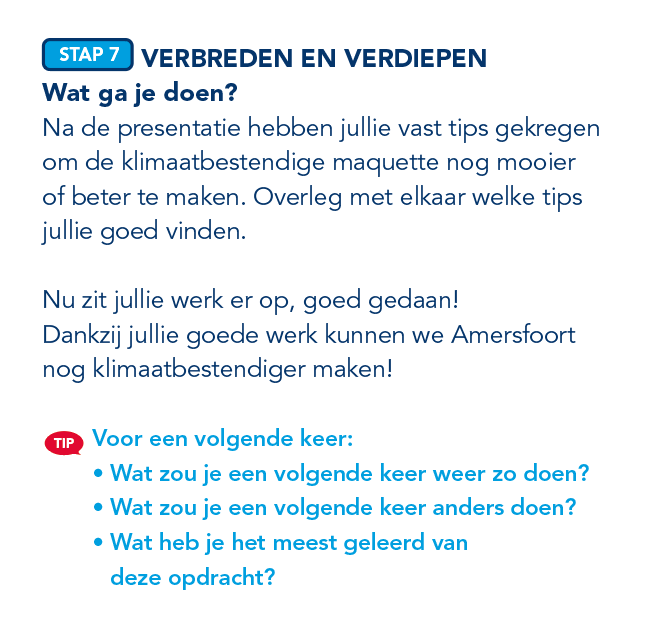 STAP 7 VERBREDEN EN VERDIEPEN
Wat ga je doen?
Na de presentatie hebben jullie vast tips gekregen
om de klimaatbestendige maquette nog mooier
of beter te maken. Overleg met elkaar welke tips
jullie goed vinden.
Nu zit jullie werk er op, goed gedaan!
Dankzij jullie goede werk kunnen we Amersfoort
nog klimaatbestendiger maken!
TIP Voor een volgende keer:
• Wat zou je een volgende keer weer zo doen?
• Wat zou je een volgende keer anders doen?
• Wat heb je het meest geleerd van
deze opdracht?